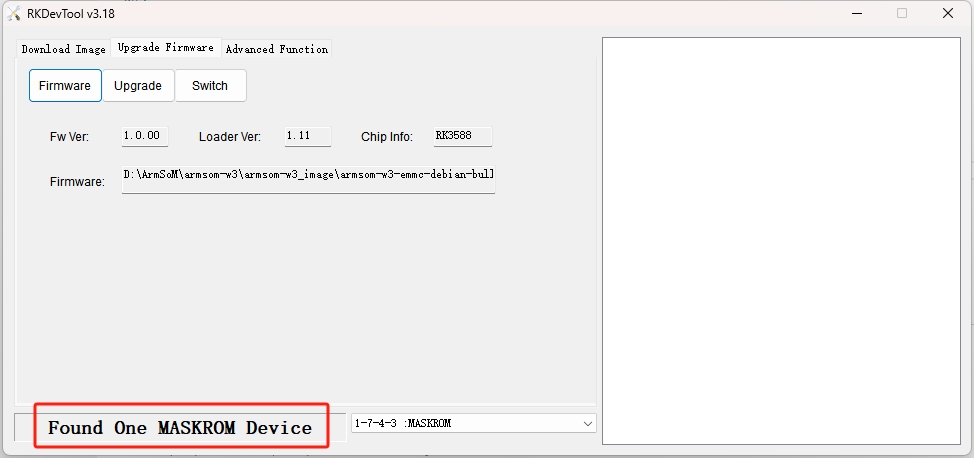 RKDevTool v3.18
Download Image Upgrade Firmware Advanced Function
Firmware Upgrade Switch
Fw Ver: 1.0.00 Loader Ver: 1.11 Chip Info: RK3588
Firmware: D:\ArmSoM\armsom-w3\armsom-w3_image\armsom-w3-emmc-debian-bul
Found One MASKROM Device 1-7-4-3 :MASKROM